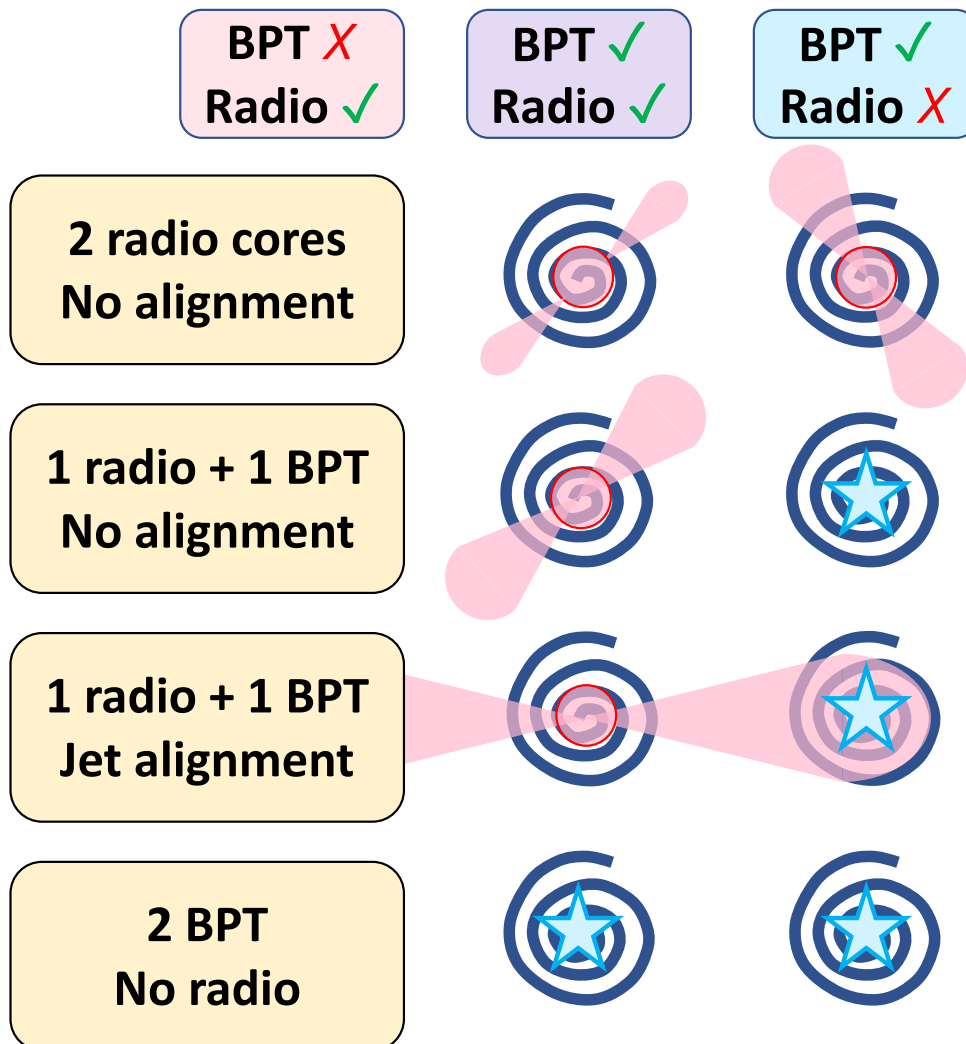 BPT X
Radio ✓
BPT ✓
Radio ✓
BPT ✓
Radio X
2 radio cores
No alignment
1 radio + 1 BPT
No alignment
1 radio + 1 BPT
Jet alignment
2 BPT
No radio